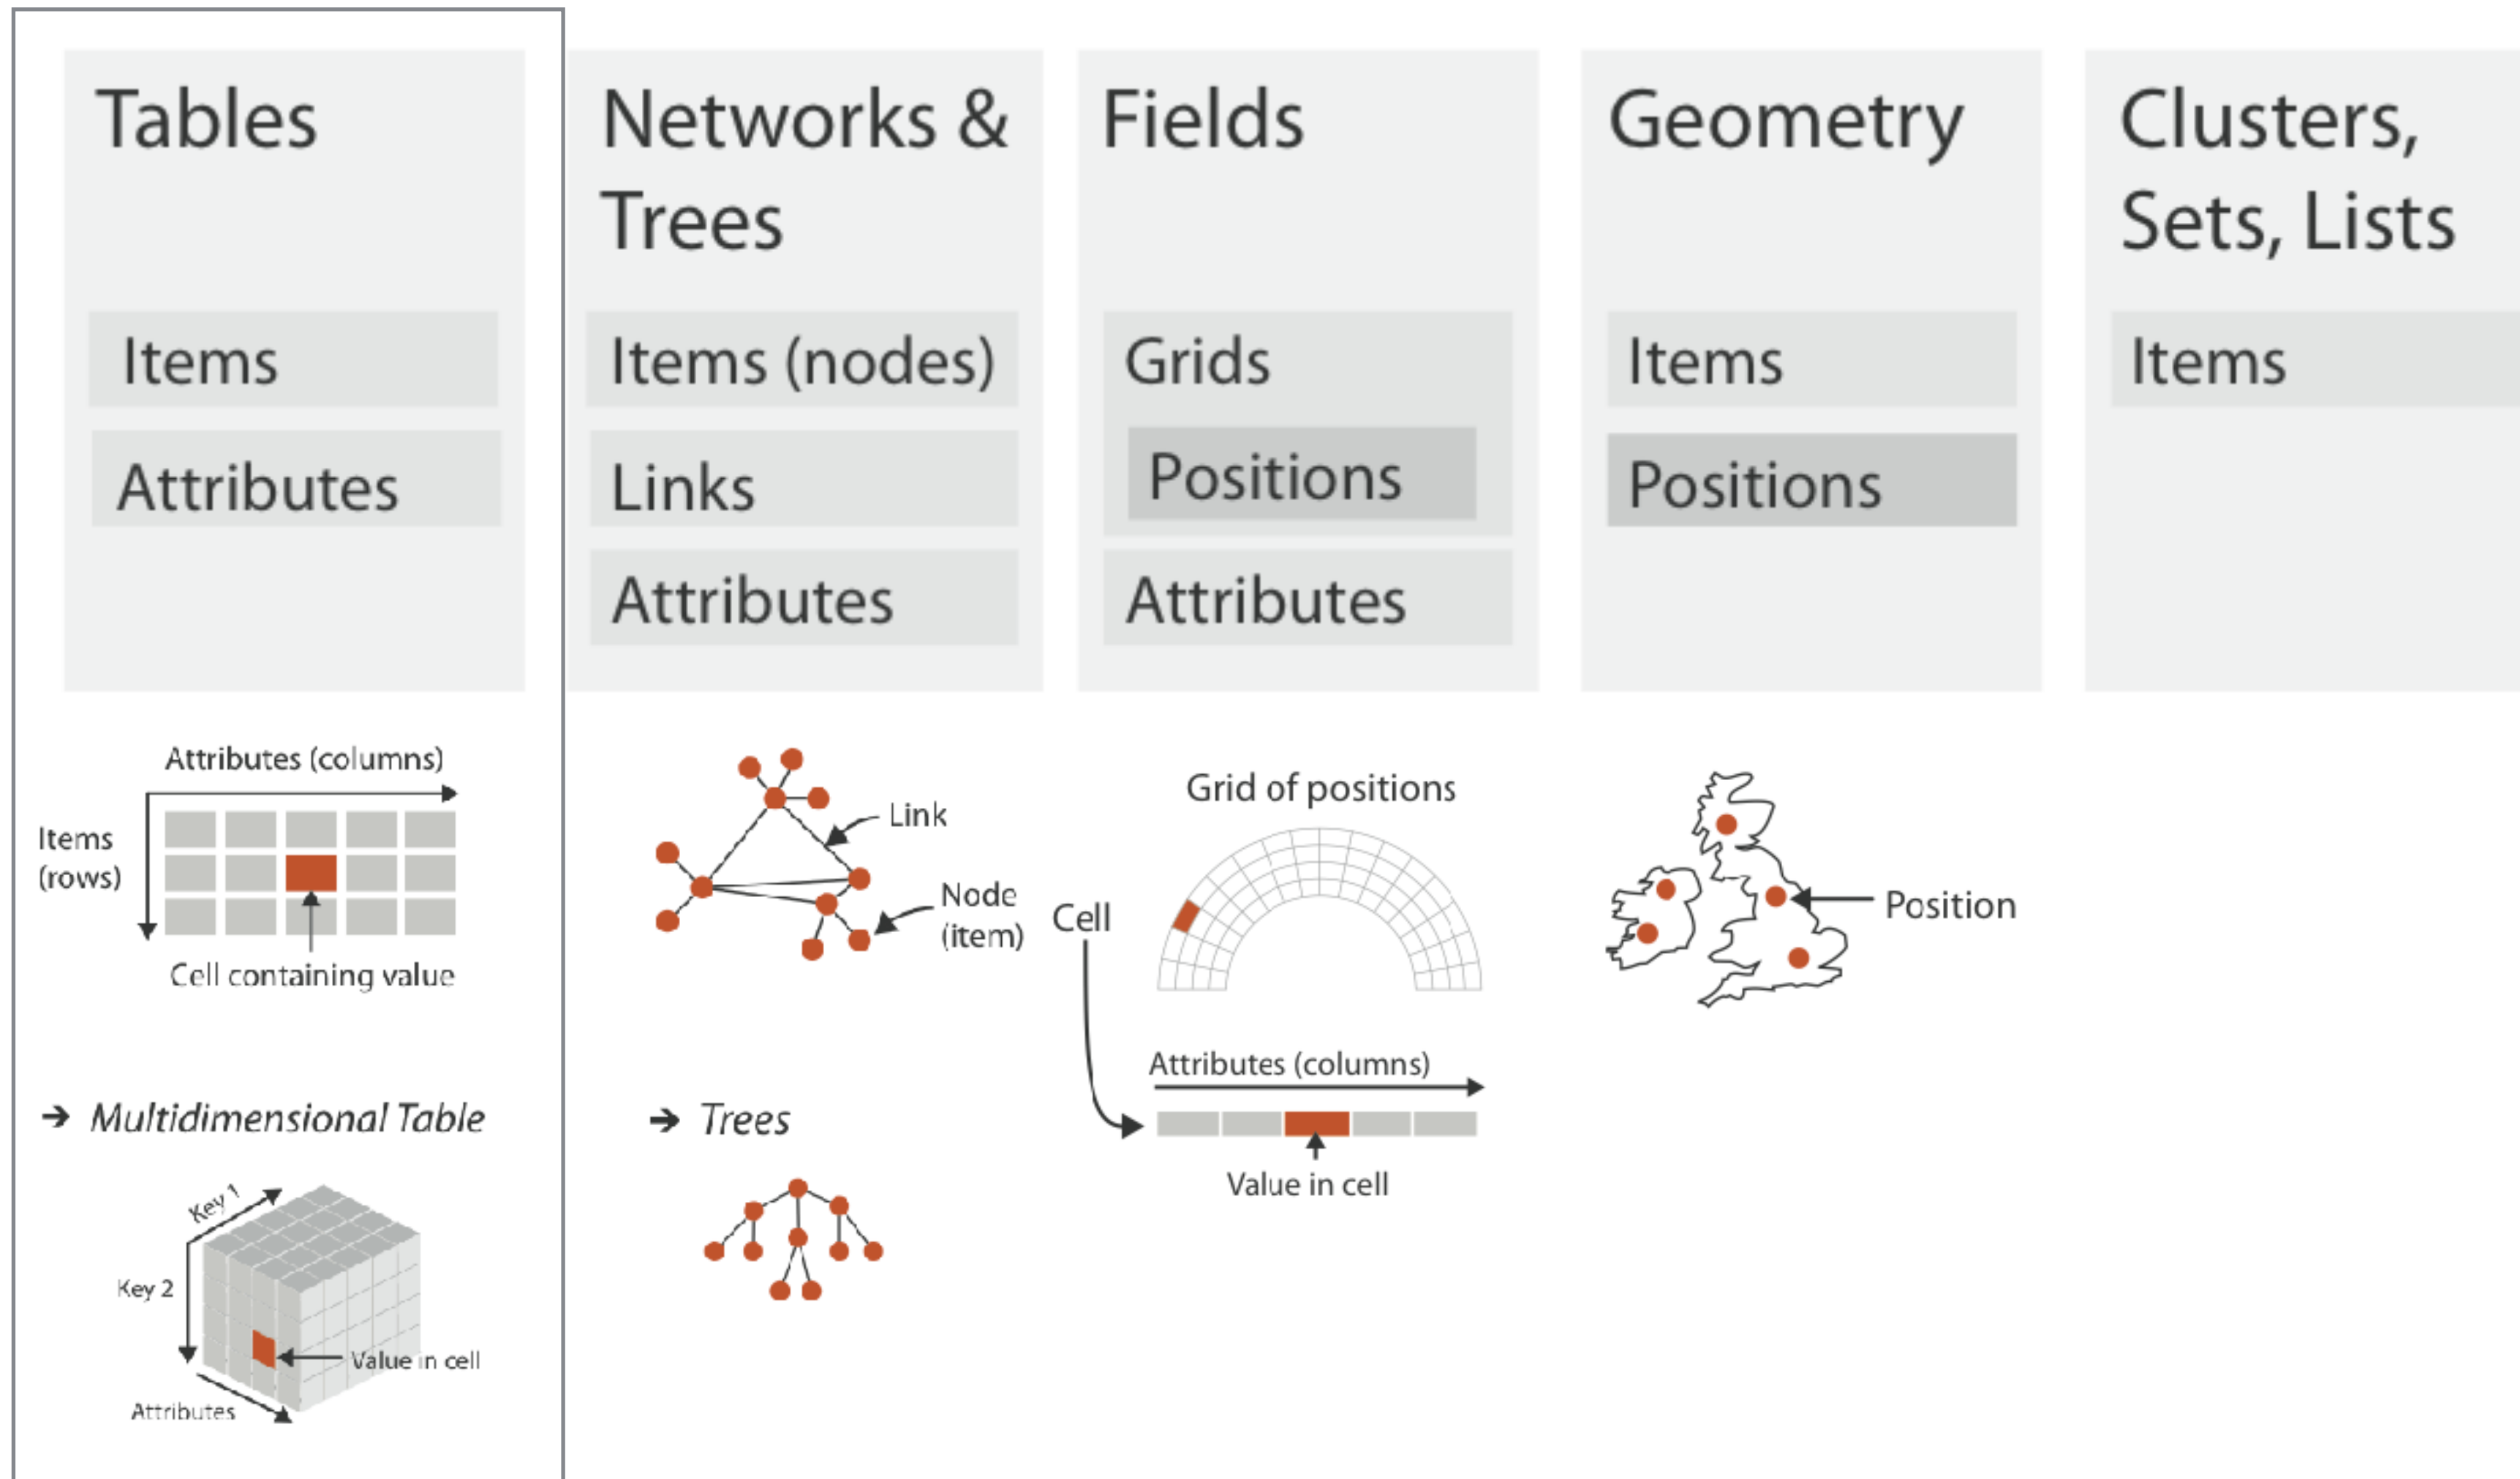 Tables
Items
Attributes
Attributes (columns)
Items
(rows)
Cell containing value
➔ Multidimensional Table
Key 1
Key 2
Value in cell
Attributes
Networks &
Trees
Items (nodes)
Links
Attributes
Link
Node
(item)
➔ Trees
Fields
Grids
Positions
Attributes
Grid of positions
Cell
Attributes (columns)
Value in cell
Geometry
Items
Positions
Position
Clusters,
Sets, Lists
Items